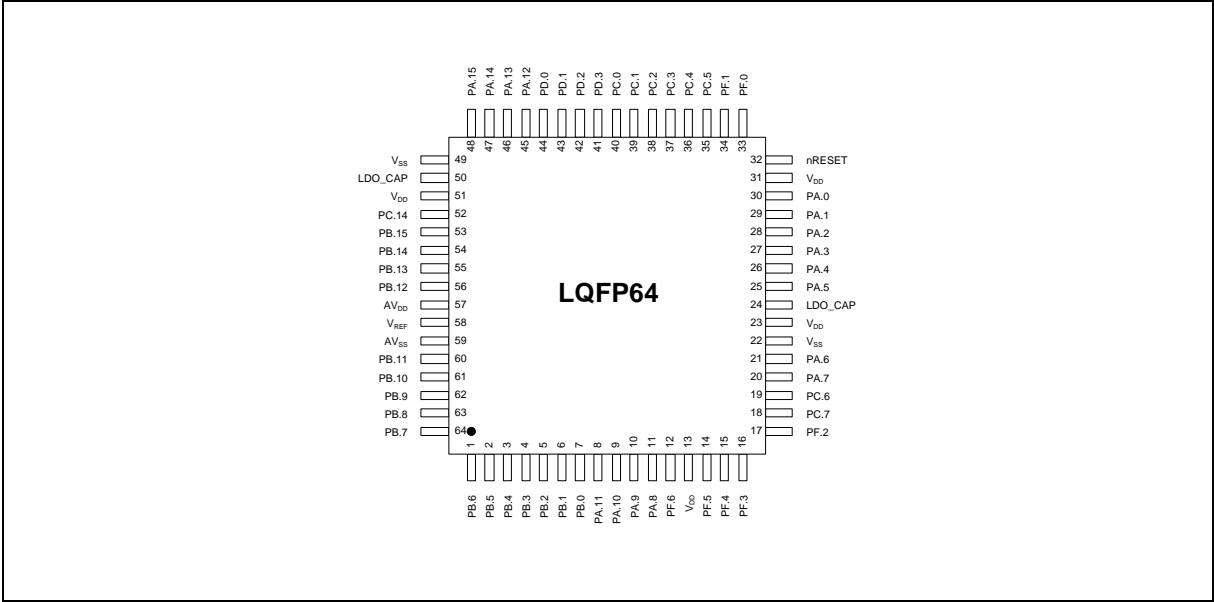 PA.15 PA.14 PA.13 PA.12 PD.0 PD.1 PD.2 PD.3 PC.0 PC.1 PC.2 PC.3 PC.4 PC.5 PF.1 PF.0
48 47 46 45 44 43 42 41 40 39 38 37 36 35 34 33
VSS 49 32 nRESET
LDO_CAP 50 31 VDD
VDD 51 30 PA.0
PC.14 52 29 PA.1
PB.15 53 28 PA.2
PB.14 54 27 PA.3
PB.13 55 26 PA.4
PB.12 56 25 PA.5
LQFP64
AVDD 57 24 LDO_CAP
VREF 58 23 VDD
AVSS 59 22 VSS
PB.11 60 21 PA.6
PB.10 61 20 PA.7
PB.9 62 19 PC.6
PB.8 63 18 PC.7
PB.7 64 17 PF.2
1 2 3 4 5 6 7 8 9 10 11 12 13 14 15 16
PB.6 PB.5 PB.4 PB.3 PB.2 PB.1 PB.0 PA.11 PA.10 PA.9 PA.8 PF.6 VDD PF.5 PF.4 PF.3